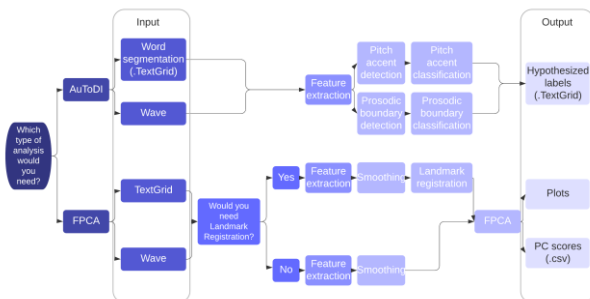 Input
Output
Word
segmentation
(.TextGrid)
Pitch
accent
detection
Pitch
accent
classification
AuToDI
Feature
extraction
Hypothesized
labels
(.TextGrid)
Wave
Prosodic
boundary
detection
Prosodic
boundary
classification
Which
type of
analysis
would
you
need?
TextGrid
Yes
Feature
extraction
Smoothing
Landmark
registration
Plots
FPCA
Would you
need
Landmark
Registration?
FPCA
Wave
No
Feature
extraction
Smoothing
PC scores
(.csv)